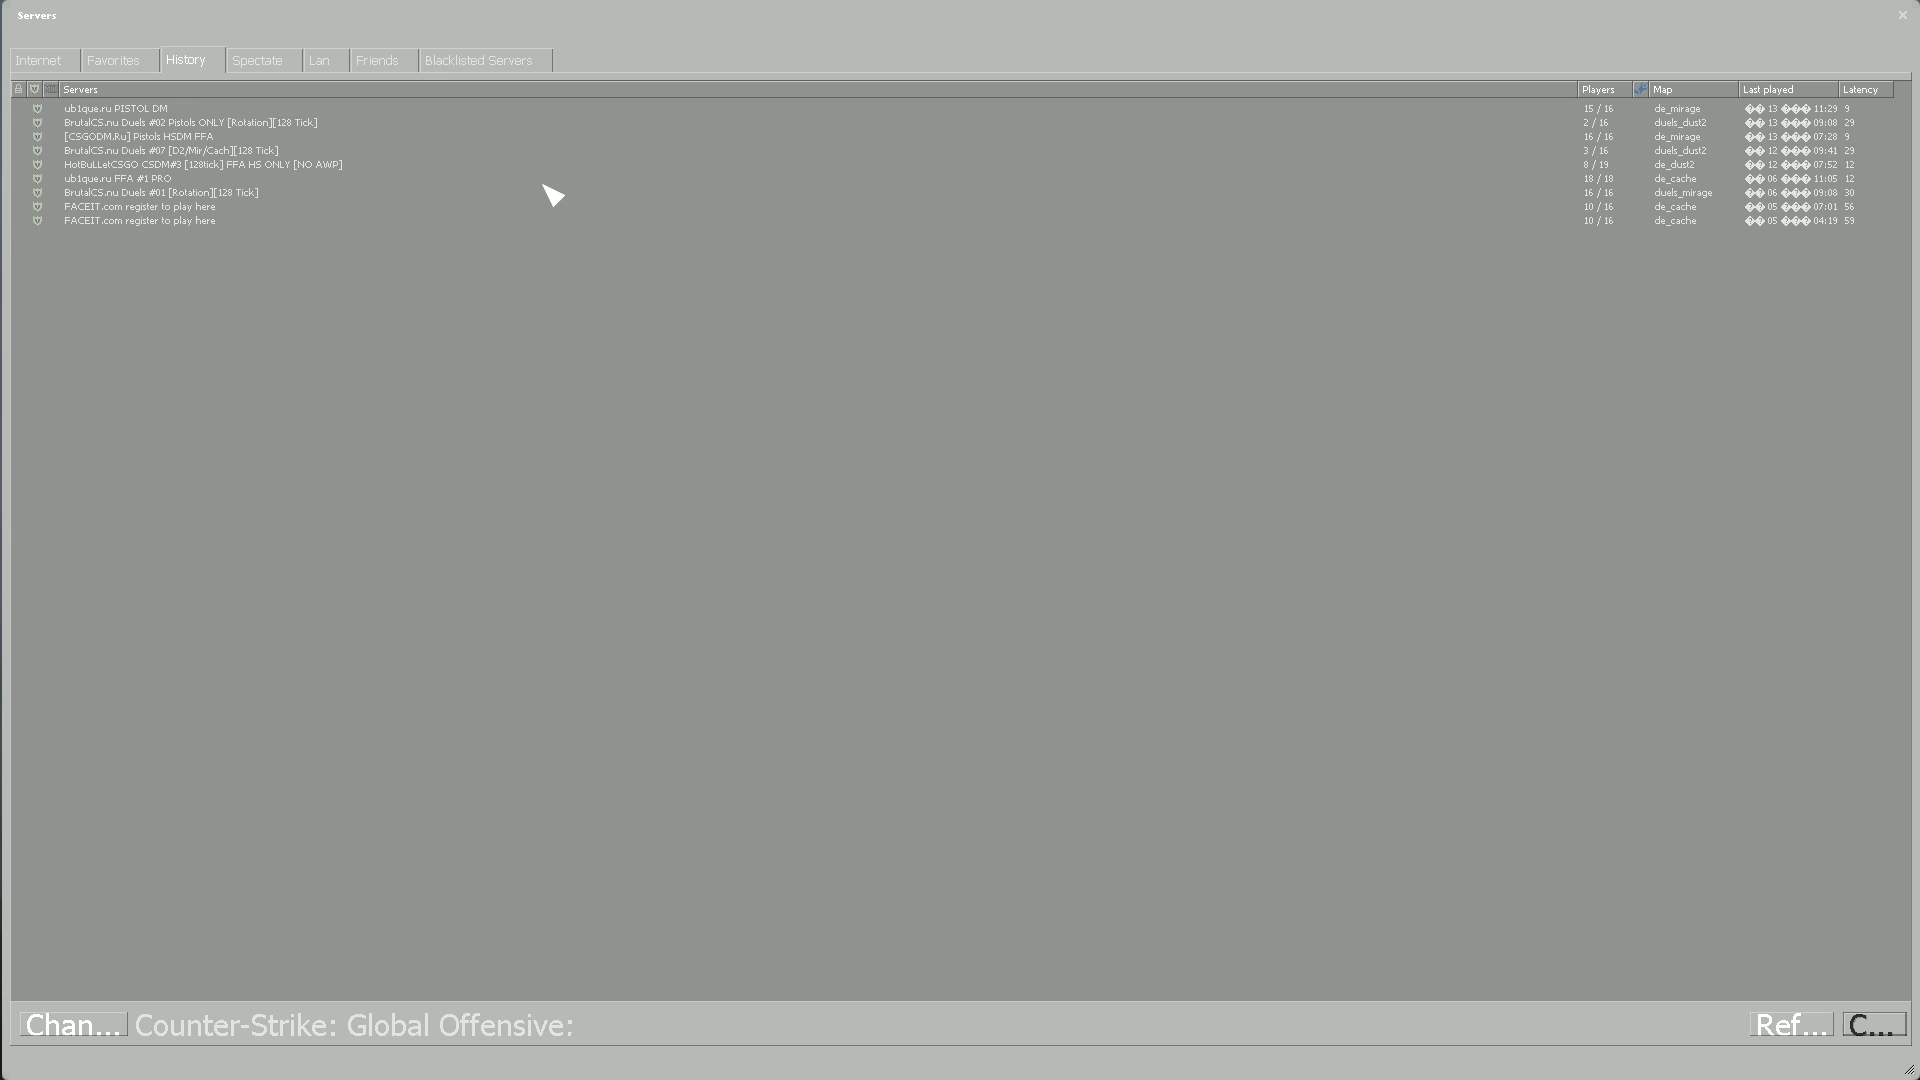 Servers
Internet Favorites History Spectate Lan Friends Blacklisted Servers
Servers Players Map Last played Latency
ub1que.ru PISTOL DM 15 / 16 de_mirage �� 13 ��� 11:29 9
BrutalCS.nu Duels #02 Pistols ONLY [Rotation][128 Tick] 2 / 16 duels_dust2 �� 13 ��� 09:08 29
[CSGODM.Ru] Pistols HSDM FFA 16 / 16 de_mirage �� 13 ��� 07:28 9
BrutalCS.nu Duels #07 [D2/Mir/Cach][128 Tick] 3 / 16 duels_dust2 �� 12 ��� 09:41 29
HotBuLLetCSGO CSDM#3 [128tick] FFA HS ONLY [NO AWP] 8 / 19 de_dust2 �� 12 ��� 07:52 12
ub1que.ru FFA #1 PRO 18 / 18 de_cache �� 06 ��� 11:05 12
BrutalCS.nu Duels #01 [Rotation][128 Tick] 16 / 16 duels_mirage �� 06 ��� 09:08 30
FACEIT.com register to play here 10 / 16 de_cache �� 05 ��� 07:01 56
FACEIT.com register to play here 10 / 16 de_cache �� 05 ��� 04:19 59
Chan... Counter-Strike: Global Offensive: Ref... C...